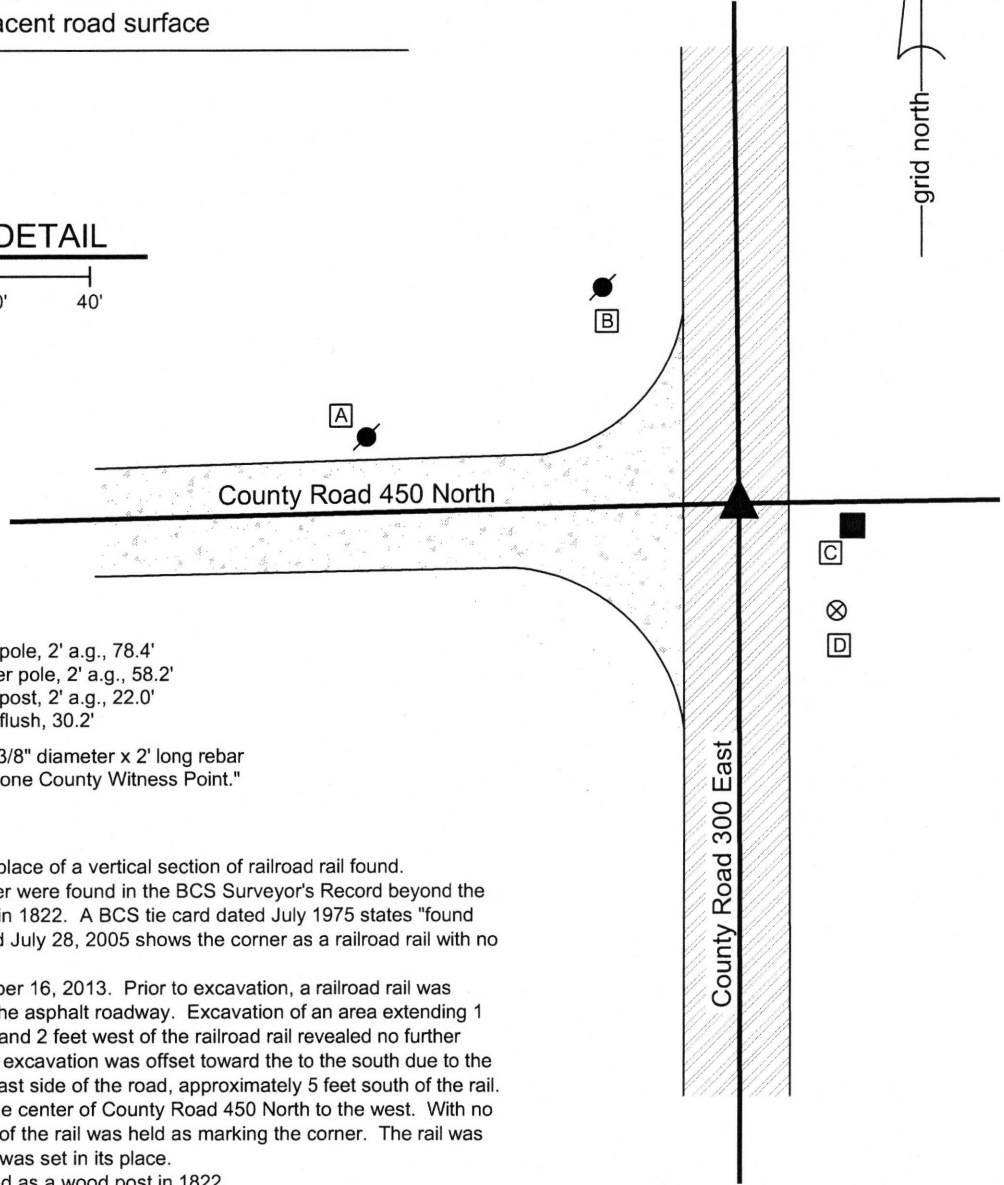 acent road surface
grid north
DETAIL
0' 40'
B
A
County Road 450 North
C
D
pole, 2' a.g., 78.4'
er pole, 2' a.g., 58.2'
post, 2' a.g., 22.0'
flush, 30.2'
3/8" diameter x 2' long rebar
one County Witness Point."
County Road 300 East
place of a vertical section of railroad rail found.
er were found in the BCS Surveyor's Record beyond the
in 1822. A BCS tie card dated July 1975 states "found
d July 28, 2005 shows the corner as a railroad rail with no
ber 16, 2013. Prior to excavation, a railroad rail was
he asphalt roadway. Excavation of an area extending 1
and 2 feet west of the railroad rail revealed no further
excavation was offset toward the to the south due to the
ast side of the road, approximately 5 feet south of the rail.
e center of County Road 450 North to the west. With no
of the rail was held as marking the corner. The rail was
was set in its place.
ed as a wood post in 1822